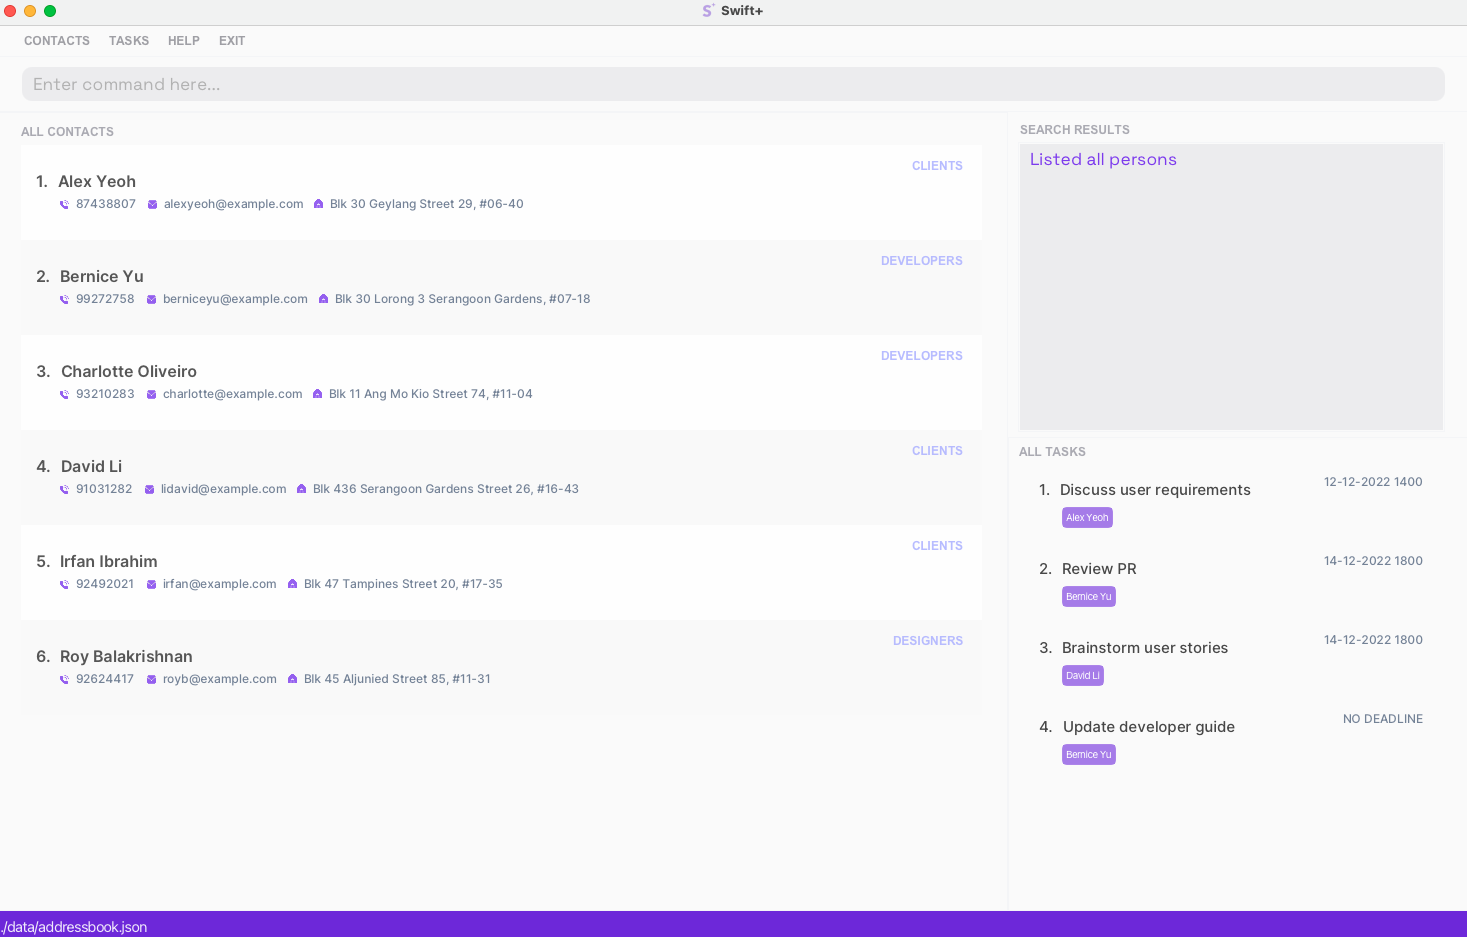 Swift+
CONTACTS TASKS HELP EXIT
Enter command here...
ALL CONTACTS
CLIENTS
1. Alex Yeoh
87438807 alexyeoh@example.com Blk 30 Geylang Street 29, #06-40
DEVELOPERS
2. Bernice Yu
99272758 berniceyu@example.com Blk 30 Lorong 3 Serangoon Gardens, #07-18
DEVELOPERS
3. Charlotte Oliveiro
93210283 charlotte@example.com Blk 11 Ang Mo Kio Street 74, #11-04
CLIENTS
4. David Li
91031282 lidavid@example.com Blk 436 Serangoon Gardens Street 26, #16-43
CLIENTS
5. Irfan Ibrahim
92492021 irfan@example.com Blk 47 Tampines Street 20, #17-35
DESIGNERS
6. Roy Balakrishnan
92624417 royb@example.com Blk 45 Aljunied Street 85, #11-31
SEARCH RESULTS
Listed all persons
ALL TASKS
1. Discuss user requirements 12-12-2022 1400
Alex Yeoh
2. Review PR 14-12-2022 1800
Bernice Yu
3. Brainstorm user stories 14-12-2022 1800
David Li
4. Update developer guide NO DEADLINE
Bernice Yu
./data/addressbook.json